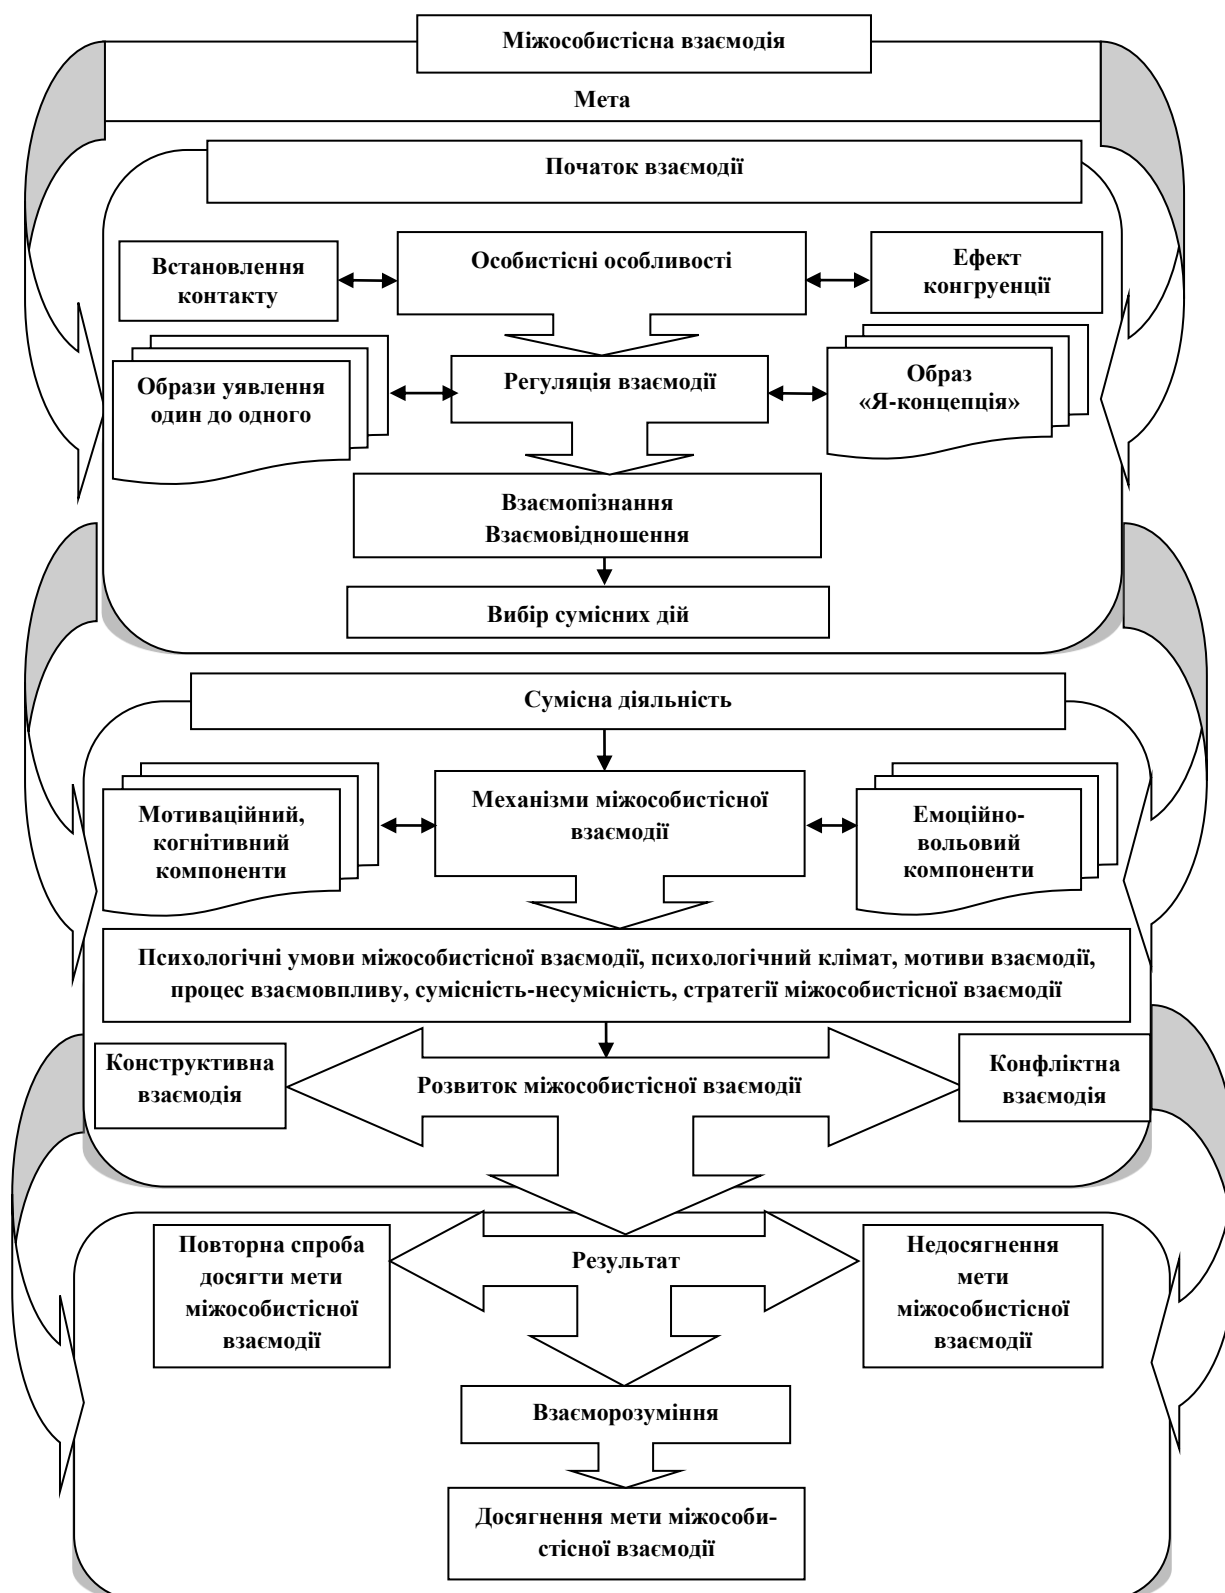 Міжособистісна взаємодія
Мета
Початок взаємодії
Встановлення
контакту
Особистісні особливості
Ефект
конгруенції
Образи уявлення
один до одного
Регуляція взаємодії
Образ
«Я-концепція»
Взаємопізнання
Взаємовідношення
Вибір сумісних дій
Сумісна діяльність
Мотиваційний,
когнітивний
компоненти
Механізми міжособистісної
взаємодії
Емоційно-
вольовий
компоненти
Психологічні умови міжособистісної взаємодії, психологічний клімат, мотиви взаємодії,
процес взаємовпливу, сумісність-несумісність, стратегії міжособистісної взаємодії
Конструктивна
взаємодія
Розвиток міжособистісної взаємодії
Конфліктна
взаємодія
Повторна спроба
досягти мети
міжособистісної
взаємодії
Результат
Недосягнення
мети
міжособистісної
взаємодії
Взаєморозуміння
Досягнення мети міжособи-
стісної взаємодії